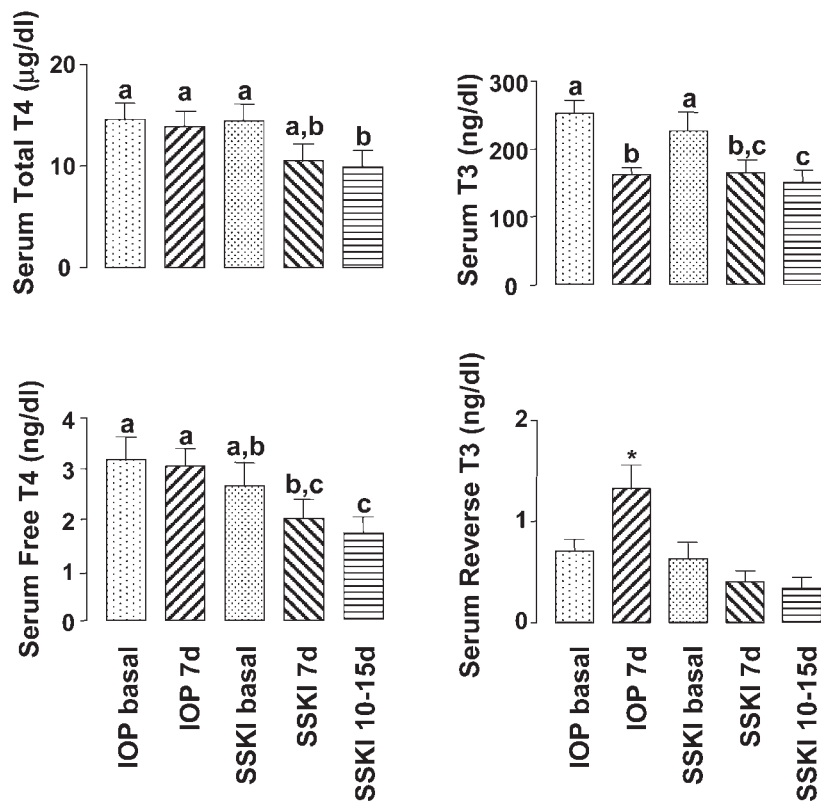 Serum Total T4 (µg/dl)
20
10
0
a
a
a
a,b
b
Serum T3 (ng/dl)
300
200
100
0
a
b
a
b,c
c
Serum Free T4 (ng/dl)
4
3
2
1
0
a
a
a,b
b,c
c
IOP basal
IOP 7d
SSKI basal
SSKI 7d
SSKI 10-15d
Serum Reverse T3 (ng/dl)
2
1
0
*
IOP basal
IOP 7d
SSKI basal
SSKI 7d
SSKI 10-15d